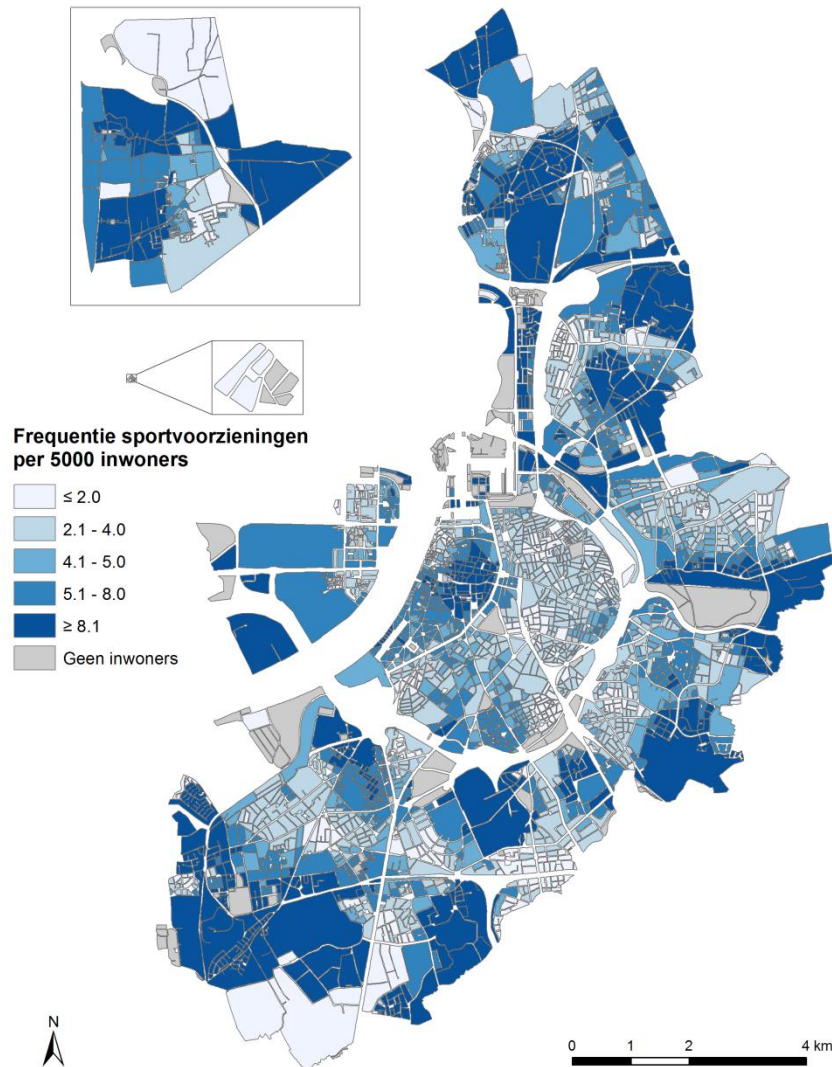 Frequentie sportvoorzieningen
per 5000 inwoners
≤ 2.0
2.1 - 4.0
4.1 - 5.0
5.1 - 8.0
≥ 8.1
Geen inwoners
N
0 1 2 4 km